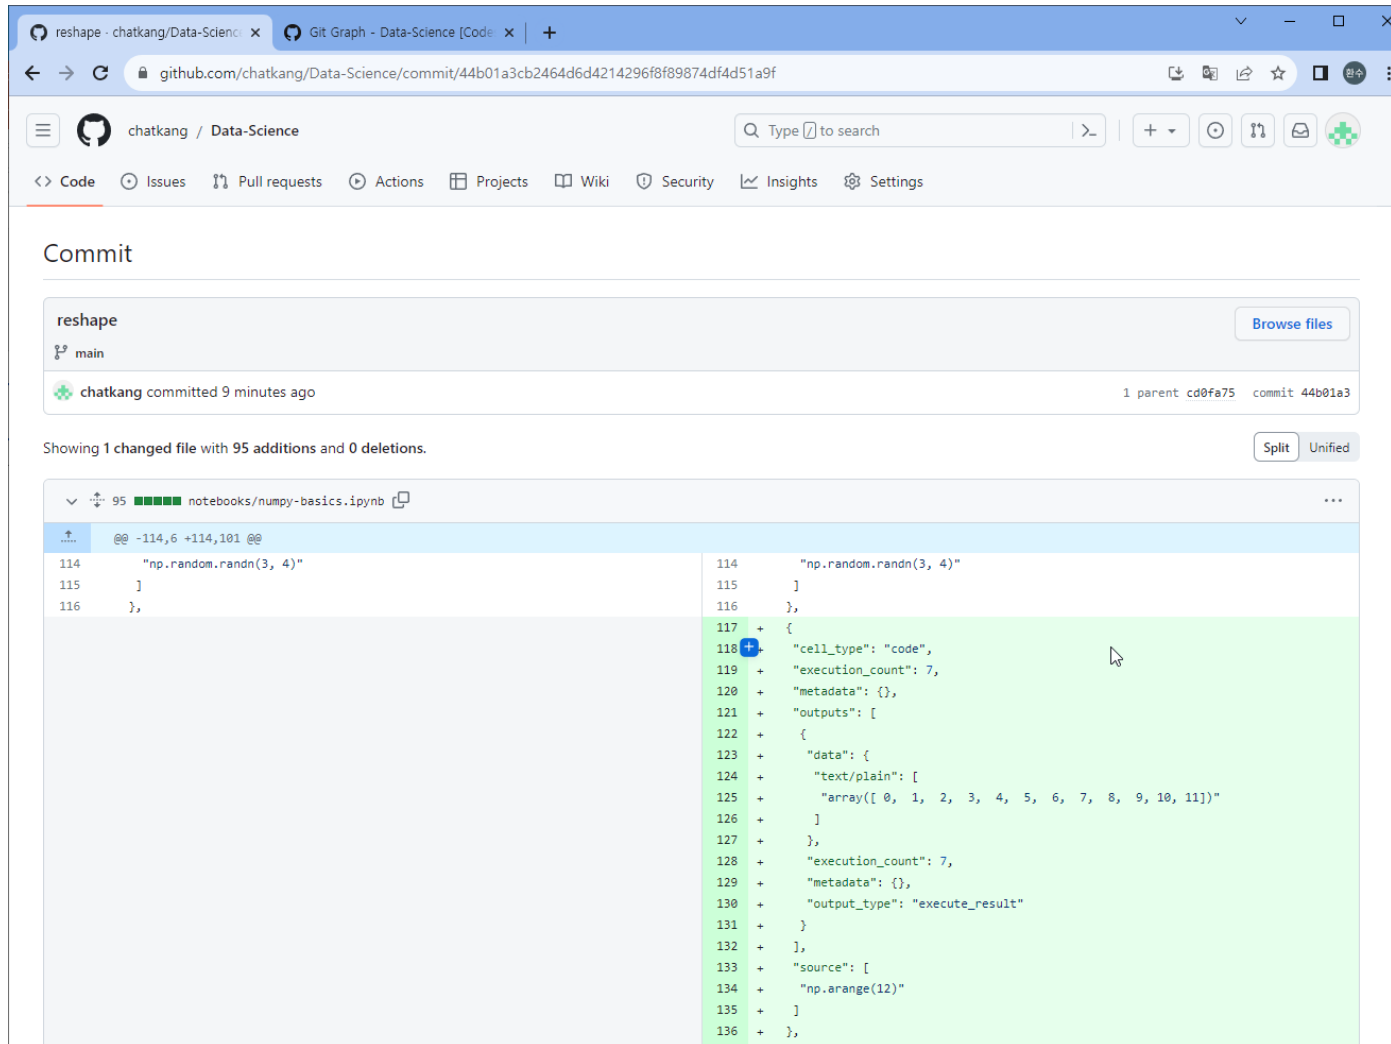 reshape · chatkang/Data-Science
Git Graph - Data-Science [Code
github.com/chatkang/Data-Science/commit/44b01a3cb2464d6d4214296f8f89874df4d51a9f
환수
chatkang / Data-Science
Type / to search
Code Issues Pull requests Actions Projects Wiki Security Insights Settings
Commit
reshape
Browse files
main
chatkang committed 9 minutes ago
1 parent cd0fa75 commit 44b01a3
Showing 1 changed file with 95 additions and 0 deletions.
Split Unified
95 notebooks/numpy-basics.ipynb
@@ -114,6 +114,101 @@
114 "np.random.randn(3, 4)"
115 ]
116 },
114 "np.random.randn(3, 4)"
115 ]
116 },
117 + {
118 + "cell_type": "code",
119 + "execution_count": 7,
120 + "metadata": {},
121 + "outputs": [
122 + {
123 + "data": {
124 + "text/plain": [
125 + "array([ 0,  1,  2,  3,  4,  5,  6,  7,  8,  9, 10, 11])"
126 + ]
127 + },
128 + "execution_count": 7,
129 + "metadata": {},
130 + "output_type": "execute_result"
131 + }
132 + ],
133 + "source": [
134 + "np.arange(12)"
135 + ]
136 + },